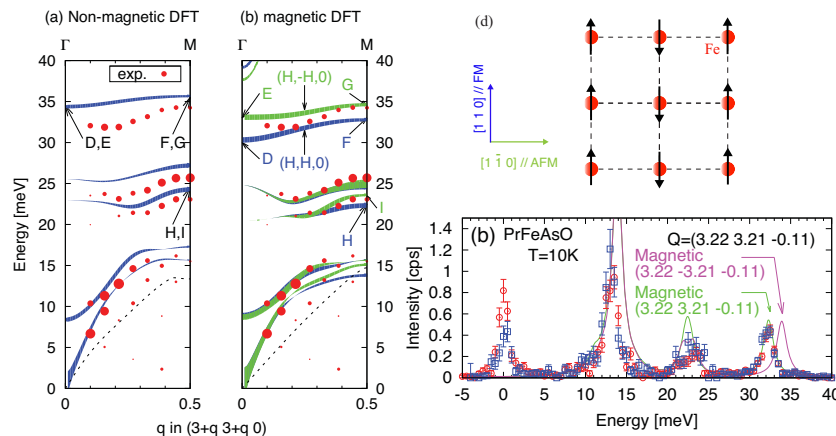 (a) Non-magnetic DFT
Γ
M
40
35
30
25
20
15
10
5
0
Energy [meV]
exp.
D,E
F,G
H,I
0
0.5
(b) magnetic DFT
Γ
M
40
35
30
25
20
15
10
5
0
(H,-H,0)
G
E
F
D
(H,H,0)
I
H
0
0.5
q in (3+q 3+q 0)
(d)
Fe
[1 1 0] // FM
[1 1̄ 0] // AFM
(b)
PrFeAsO
T=10K
Q=(3.22 3.21 -0.11)
Magnetic
(3.22 -3.21 -0.11)
Magnetic
(3.22 3.21 -0.11)
Intensity [cps]
1.4
1.2
1
0.8
0.6
0.4
0.2
0
-5
0
5
10
15
20
25
30
35
40
Energy [meV]